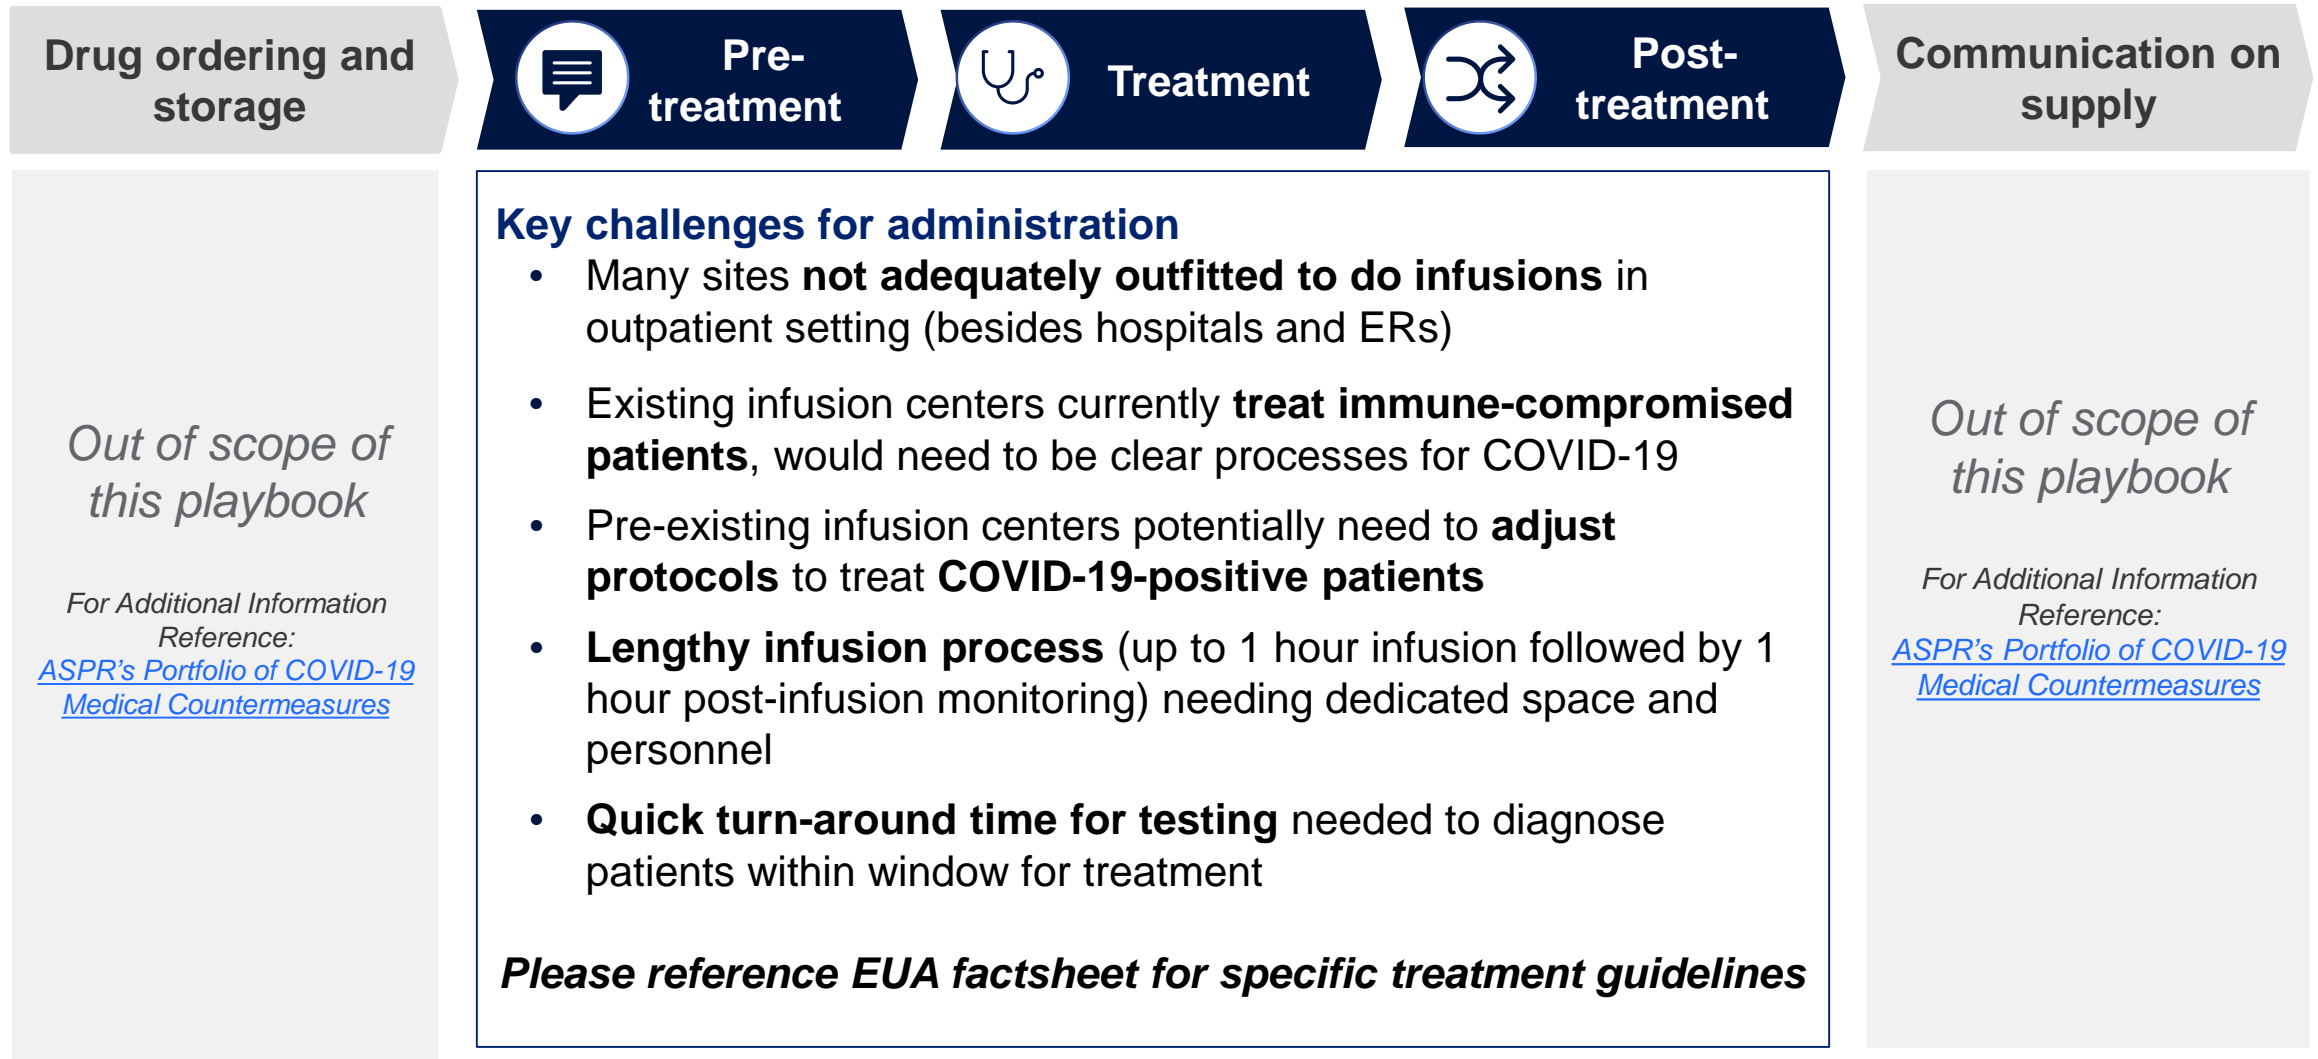 Drug ordering and
storage
Pre-
treatment
Treatment
Post-
treatment
Communication on
supply
Out of scope of
this playbook
For Additional Information
Reference:
ASPR’s Portfolio of COVID-19
Medical Countermeasures
Key challenges for administration
• Many sites not adequately outfitted to do infusions in
outpatient setting (besides hospitals and ERs)
• Existing infusion centers currently treat immune-compromised
patients, would need to be clear processes for COVID-19
• Pre-existing infusion centers potentially need to adjust
protocols to treat COVID-19-positive patients
• Lengthy infusion process (up to 1 hour infusion followed by 1
hour post-infusion monitoring) needing dedicated space and
personnel
• Quick turn-around time for testing needed to diagnose
patients within window for treatment
Please reference EUA factsheet for specific treatment guidelines
Out of scope of
this playbook
For Additional Information
Reference:
ASPR’s Portfolio of COVID-19
Medical Countermeasures